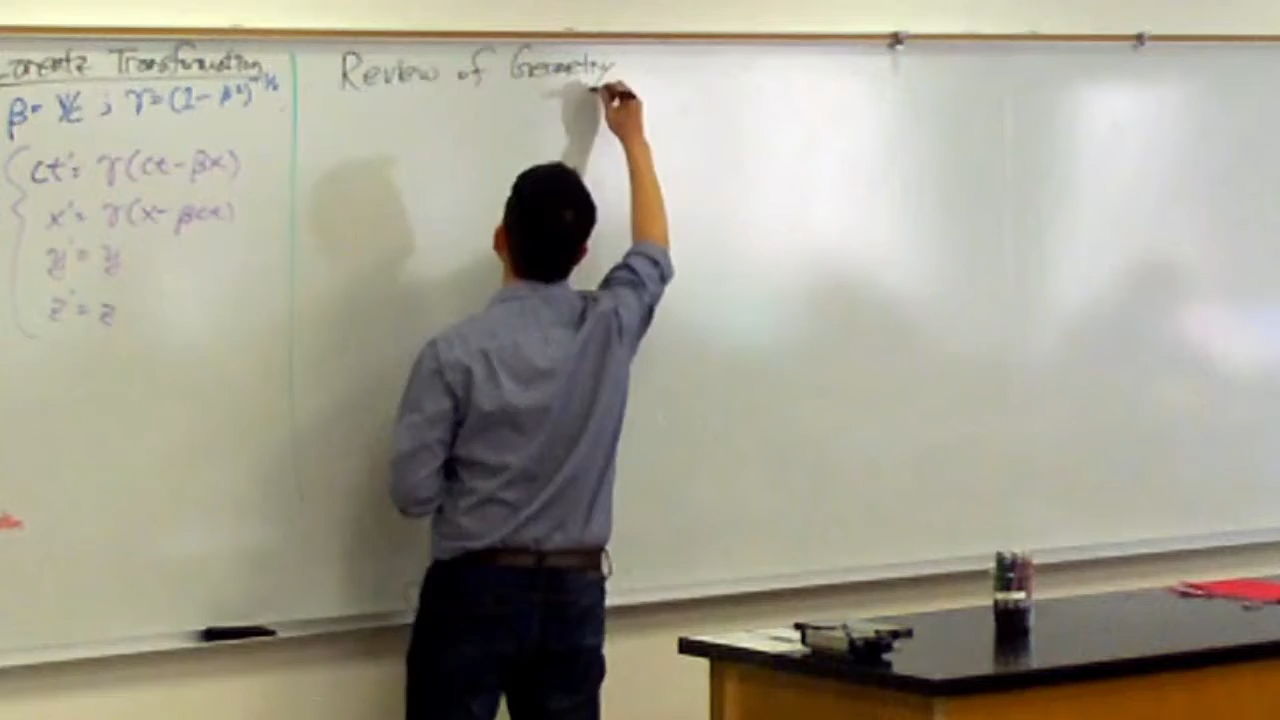 Lorentz Transformation
β = v/c ; γ = (1 - β²)^-1/2
ct' = γ(ct - βx)
x' = γ(x - βct)
y' = y
z' = z
Review of Geometry